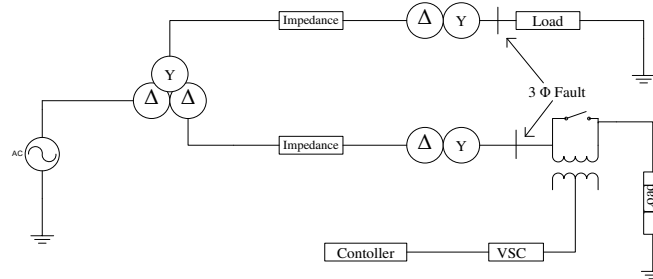 Impedance
Δ Y
Load
Y
Δ Δ
3 Φ Fault
AC
Impedance
Δ Y
Load
Contoller
VSC